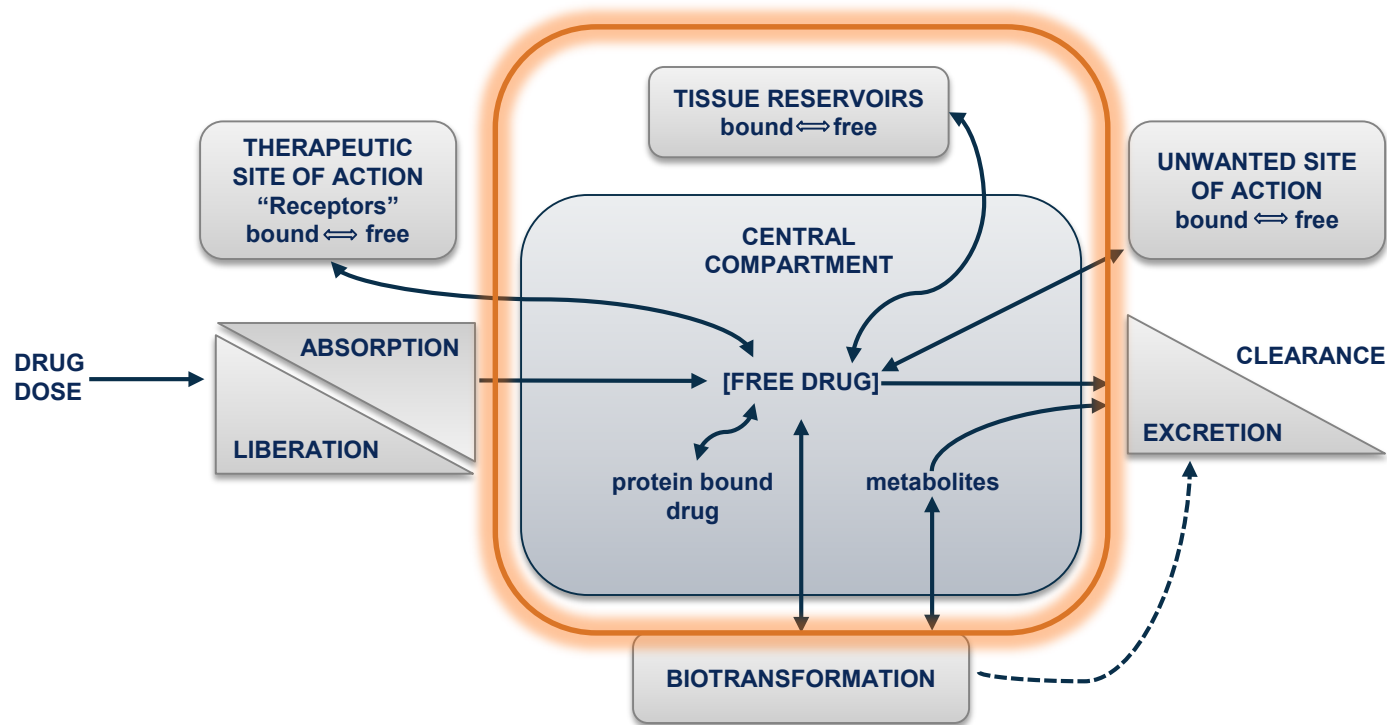 TISSUE RESERVOIRS
bound ⇔ free
THERAPEUTIC
SITE OF ACTION
“Receptors”
bound ⇔ free
UNWANTED SITE
OF ACTION
bound ⇔ free
CENTRAL
COMPARTMENT
DRUG
DOSE
ABSORPTION
LIBERATION
[FREE DRUG]
CLEARANCE
EXCRETION
protein bound
drug
metabolites
BIOTRANSFORMATION